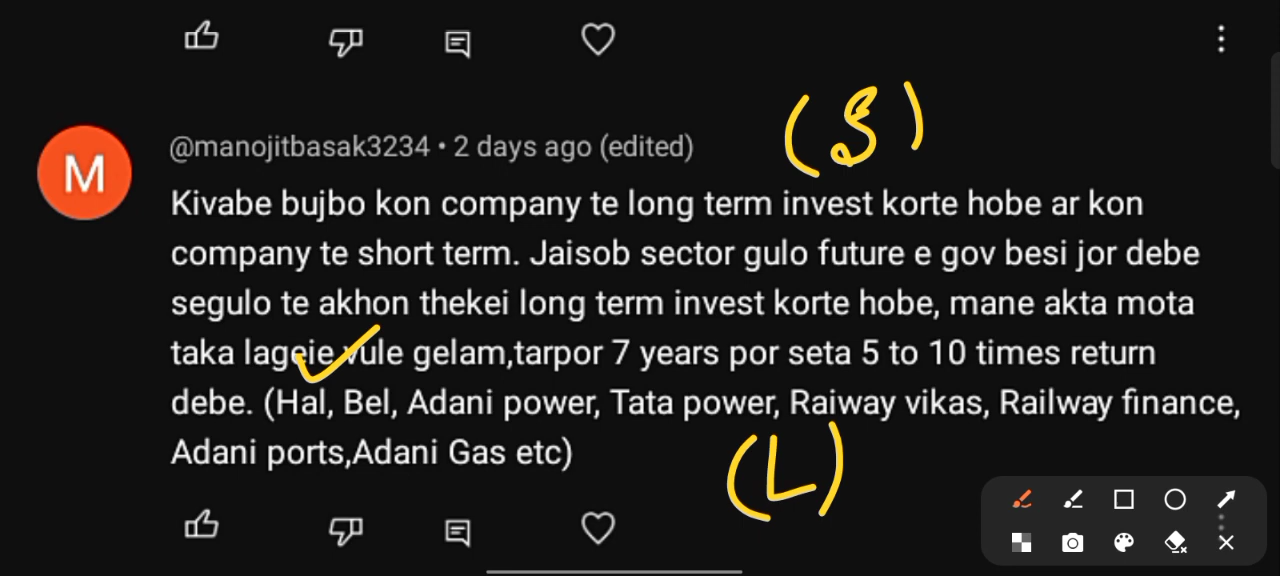 @manojitbasak3234 • 2 days ago (edited)
(S)
Kivabe bujbo kon company te long term invest korte hobe ar kon
company te short term. Jaisob sector gulo future e gov besi jor debe
segulo te akhon thekei long term invest korte hobe, mane akta mota
taka lageie vule gelam,tarpor 7 years por seta 5 to 10 times return
debe. (Hal, Bel, Adani power, Tata power, Raiway vikas, Railway finance,
Adani ports,Adani Gas etc)
(L)
M